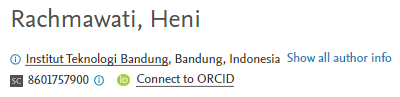 Rachmawati, Heni
Institut Teknologi Bandung, Bandung, Indonesia Show all author info
SC 8601757900 iD Connect to ORCID